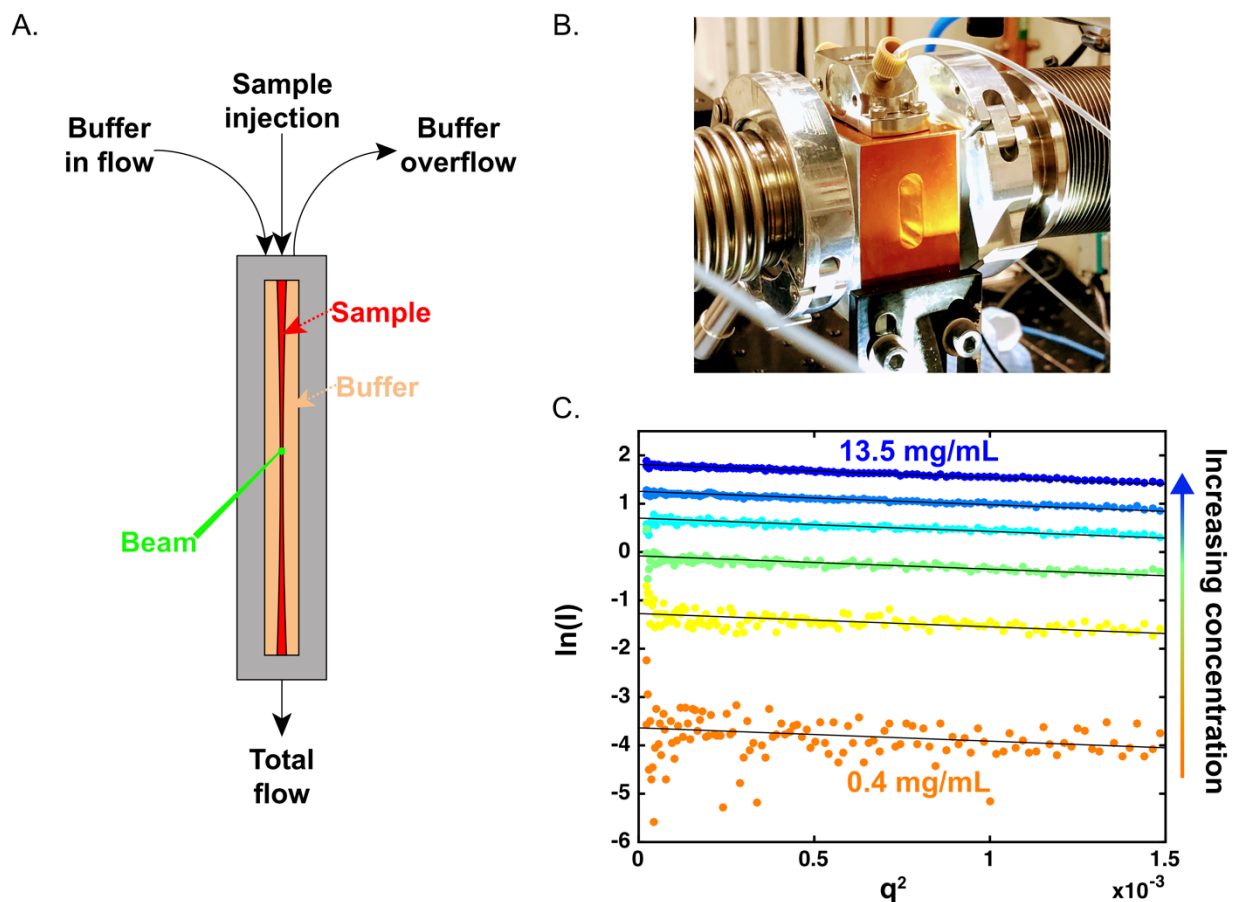 A.
Sample
injection
Buffer
in flow
Buffer
overflow
Sample
Buffer
Beam
Total
flow
B.
C.
2
1
0
-1
-2
-3
-4
-5
-6
ln(I)
13.5 mg/mL
0.4 mg/mL
Increasing concentration
0
0.5
1
1.5
q²
x10⁻³